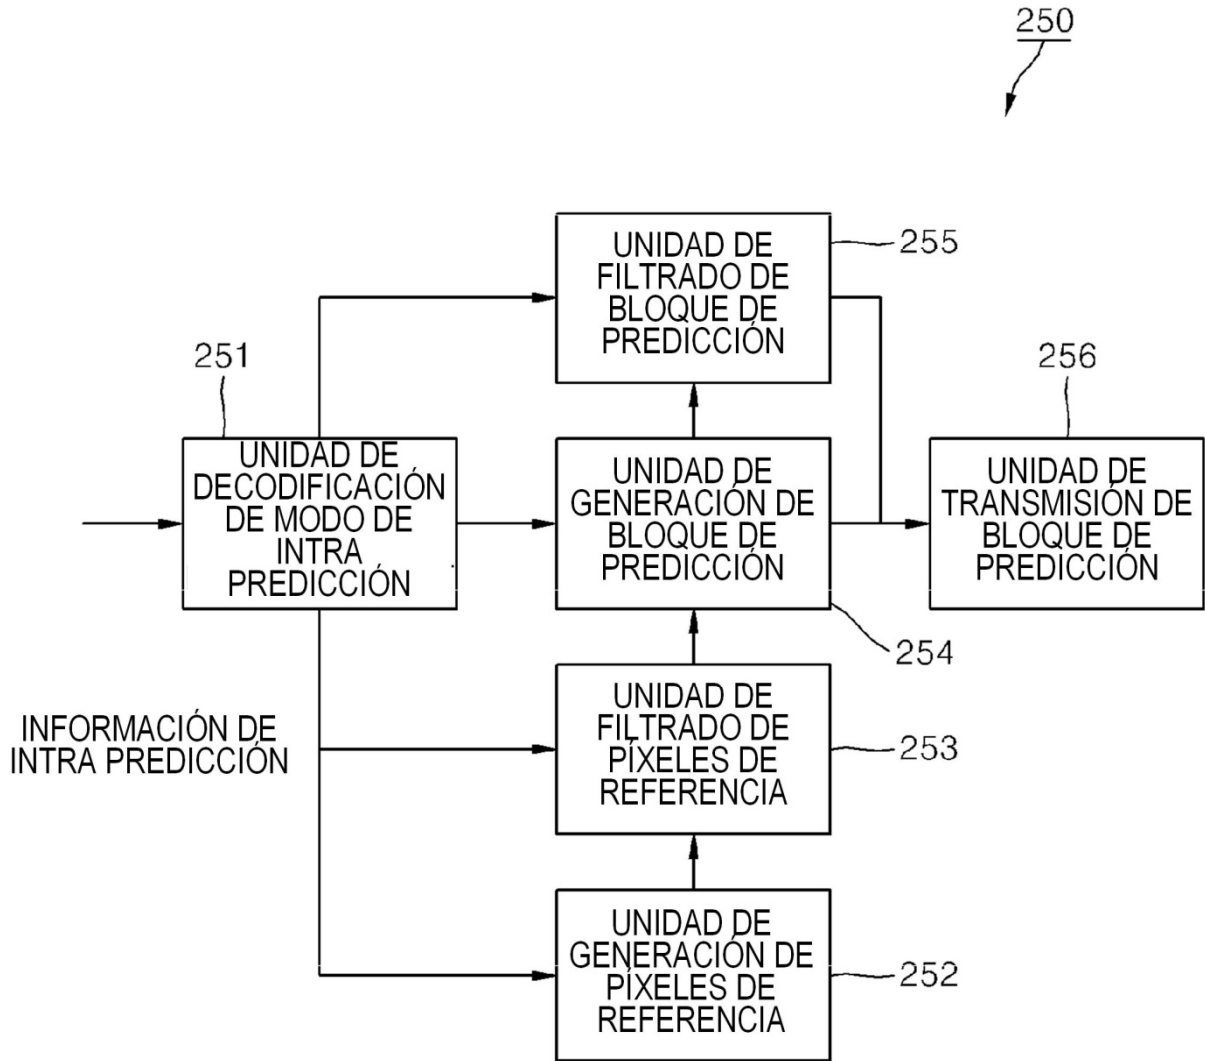 250
UNIDAD DE
FILTRADO DE
BLOQUE DE
PREDICCIÓN
255
251
256
UNIDAD DE
DECODIFICACIÓN
DE MODO DE
INTRA
PREDICCIÓN
UNIDAD DE
GENERACIÓN DE
BLOQUE DE
PREDICCIÓN
UNIDAD DE
TRANSMISIÓN DE
BLOQUE DE
PREDICCIÓN
254
INFORMACIÓN DE
INTRA PREDICCIÓN
UNIDAD DE
FILTRADO DE
PÍXELES DE
REFERENCIA
253
UNIDAD DE
GENERACIÓN DE
PÍXELES DE
REFERENCIA
252